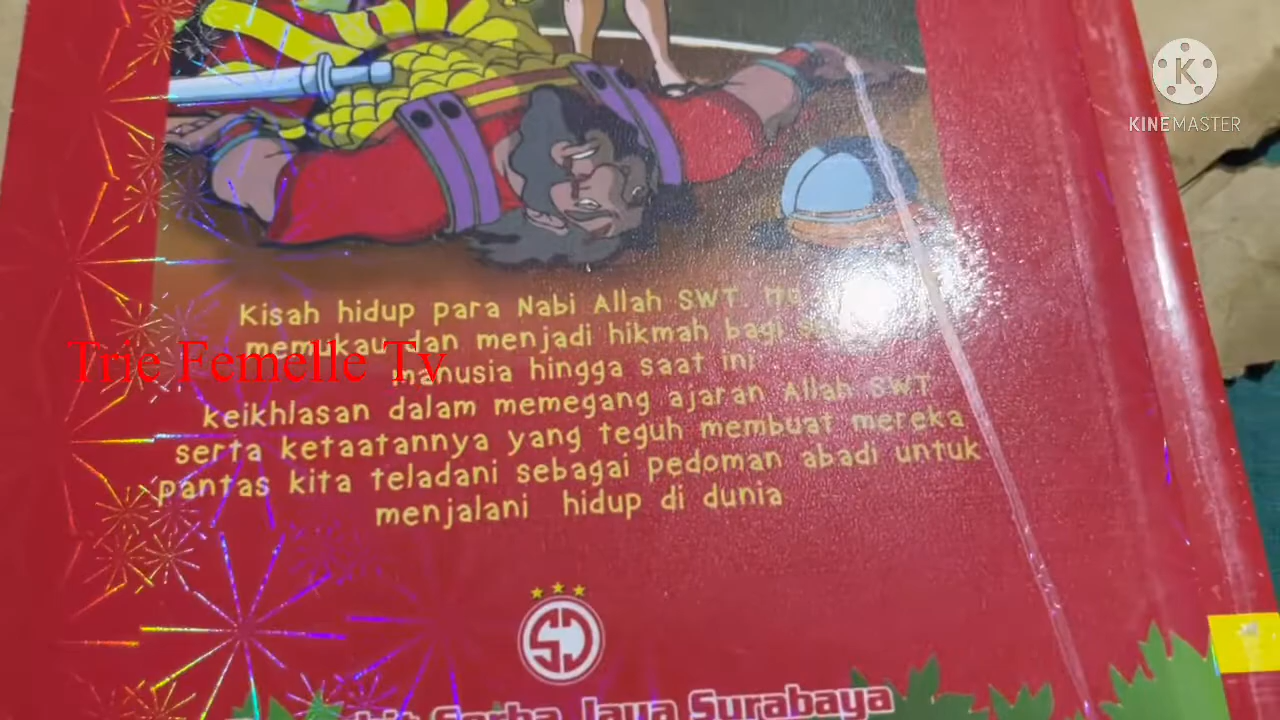 KINEMASTER
Kisah hidup para Nabi Allah SWT.
memukau dan menjadi hikmah bagi
Trie Femelle Tv
manusia hingga saat ini
keikhlasan dalam memegang ajaran Allah SWT
serta ketaatannya yang teguh membuat mereka
pantas kita teladani sebagai pedoman abadi untuk
menjalani hidup di dunia
SJ
Serba Jaya Surabaya